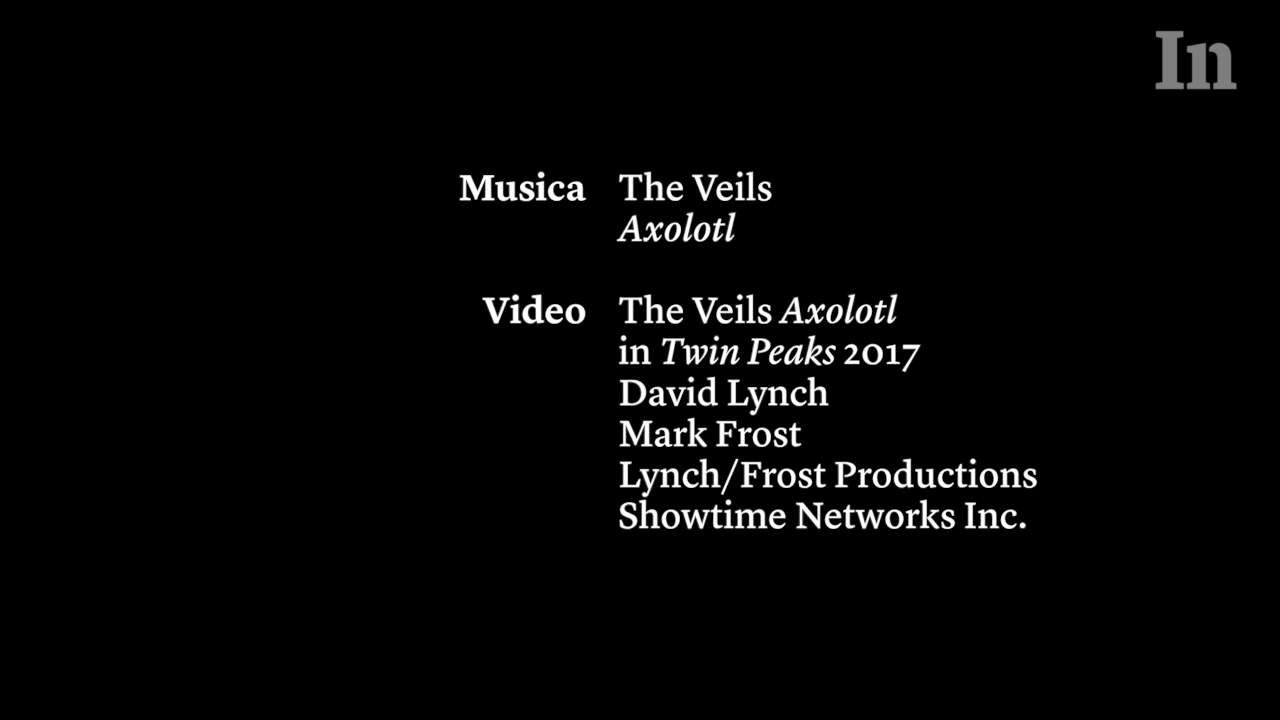 In
Musica The Veils
Axolotl
Video The Veils Axolotl
in Twin Peaks 2017
David Lynch
Mark Frost
Lynch/Frost Productions
Showtime Networks Inc.